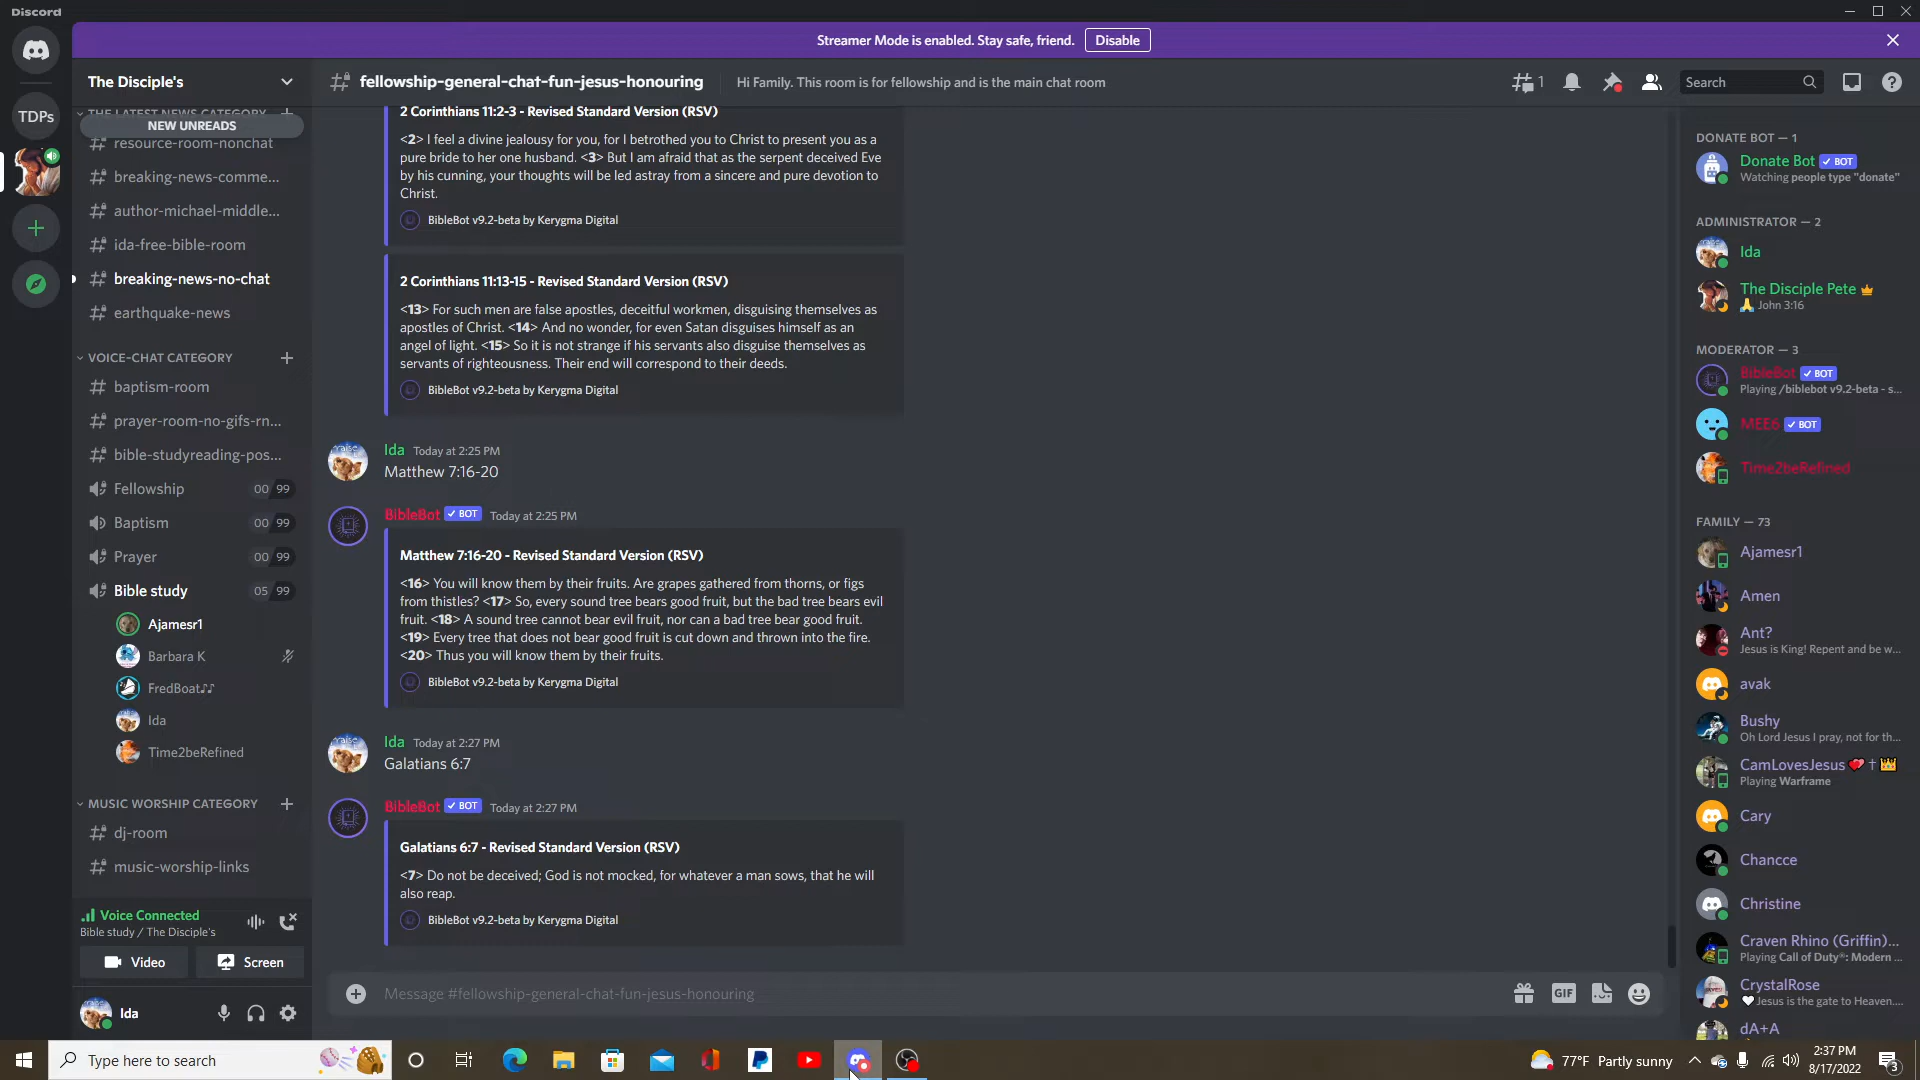 Discord
Streamer Mode is enabled. Stay safe, friend. Disable
The Disciple's
fellowship-general-chat-fun-jesus-honouring
Hi Family. This room is for fellowship and is the main chat room
1
Search
TDPs
THE LATEST NEWS CATEGORY
NEW UNREADS
resource-room-nonchat
breaking-news-comme...
author-michael-middle...
ida-free-bible-room
breaking-news-no-chat
earthquake-news
VOICE-CHAT CATEGORY
baptism-room
prayer-room-no-gifs-rn...
bible-studyreading-pos...
Fellowship 00 99
Baptism 00 99
Prayer 00 99
Bible study 05 99
Ajamesr1
Barbara K
FredBoat♪♪
Ida
Time2beRefined
MUSIC WORSHIP CATEGORY
dj-room
music-worship-links
Voice Connected
Bible study / The Disciple's
Video Screen
Ida
2 Corinthians 11:2-3 - Revised Standard Version (RSV)
<2> I feel a divine jealousy for you, for I betrothed you to Christ to present you as a
pure bride to her one husband. <3> But I am afraid that as the serpent deceived Eve
by his cunning, your thoughts will be led astray from a sincere and pure devotion to
Christ.
BibleBot v9.2-beta by Kerygma Digital
2 Corinthians 11:13-15 - Revised Standard Version (RSV)
<13> For such men are false apostles, deceitful workmen, disguising themselves as
apostles of Christ. <14> And no wonder, for even Satan disguises himself as an
angel of light. <15> So it is not strange if his servants also disguise themselves as
servants of righteousness. Their end will correspond to their deeds.
BibleBot v9.2-beta by Kerygma Digital
Ida Today at 2:25 PM
Matthew 7:16-20
BibleBot BOT Today at 2:25 PM
Matthew 7:16-20 - Revised Standard Version (RSV)
<16> You will know them by their fruits. Are grapes gathered from thorns, or figs
from thistles? <17> So, every sound tree bears good fruit, but the bad tree bears evil
fruit. <18> A sound tree cannot bear evil fruit, nor can a bad tree bear good fruit.
<19> Every tree that does not bear good fruit is cut down and thrown into the fire.
<20> Thus you will know them by their fruits.
BibleBot v9.2-beta by Kerygma Digital
Ida Today at 2:27 PM
Galatians 6:7
BibleBot BOT Today at 2:27 PM
Galatians 6:7 - Revised Standard Version (RSV)
<7> Do not be deceived; God is not mocked, for whatever a man sows, that he will
also reap.
BibleBot v9.2-beta by Kerygma Digital
Message #fellowship-general-chat-fun-jesus-honouring
GIF
DONATE BOT — 1
Donate Bot BOT
Watching people type "donate"
ADMINISTRATOR — 2
Ida
The Disciple Pete
🙏 John 3:16
MODERATOR — 3
BibleBot BOT
Playing /biblebot v9.2-beta - s...
MEE6 BOT
Time2beRefined
FAMILY — 73
Ajamesr1
Amen
Ant?
Jesus is King! Repent and be w...
avak
Bushy
Oh Lord Jesus I pray, not for th...
CamLovesJesus
Playing Warframe
Cary
Chancce
Christine
Craven Rhino (Griffin)...
Playing Call of Duty®: Modern ...
CrystalRose
Jesus is the gate to Heaven....
dA+A
Type here to search
77°F Partly sunny
2:37 PM
8/17/2022
3